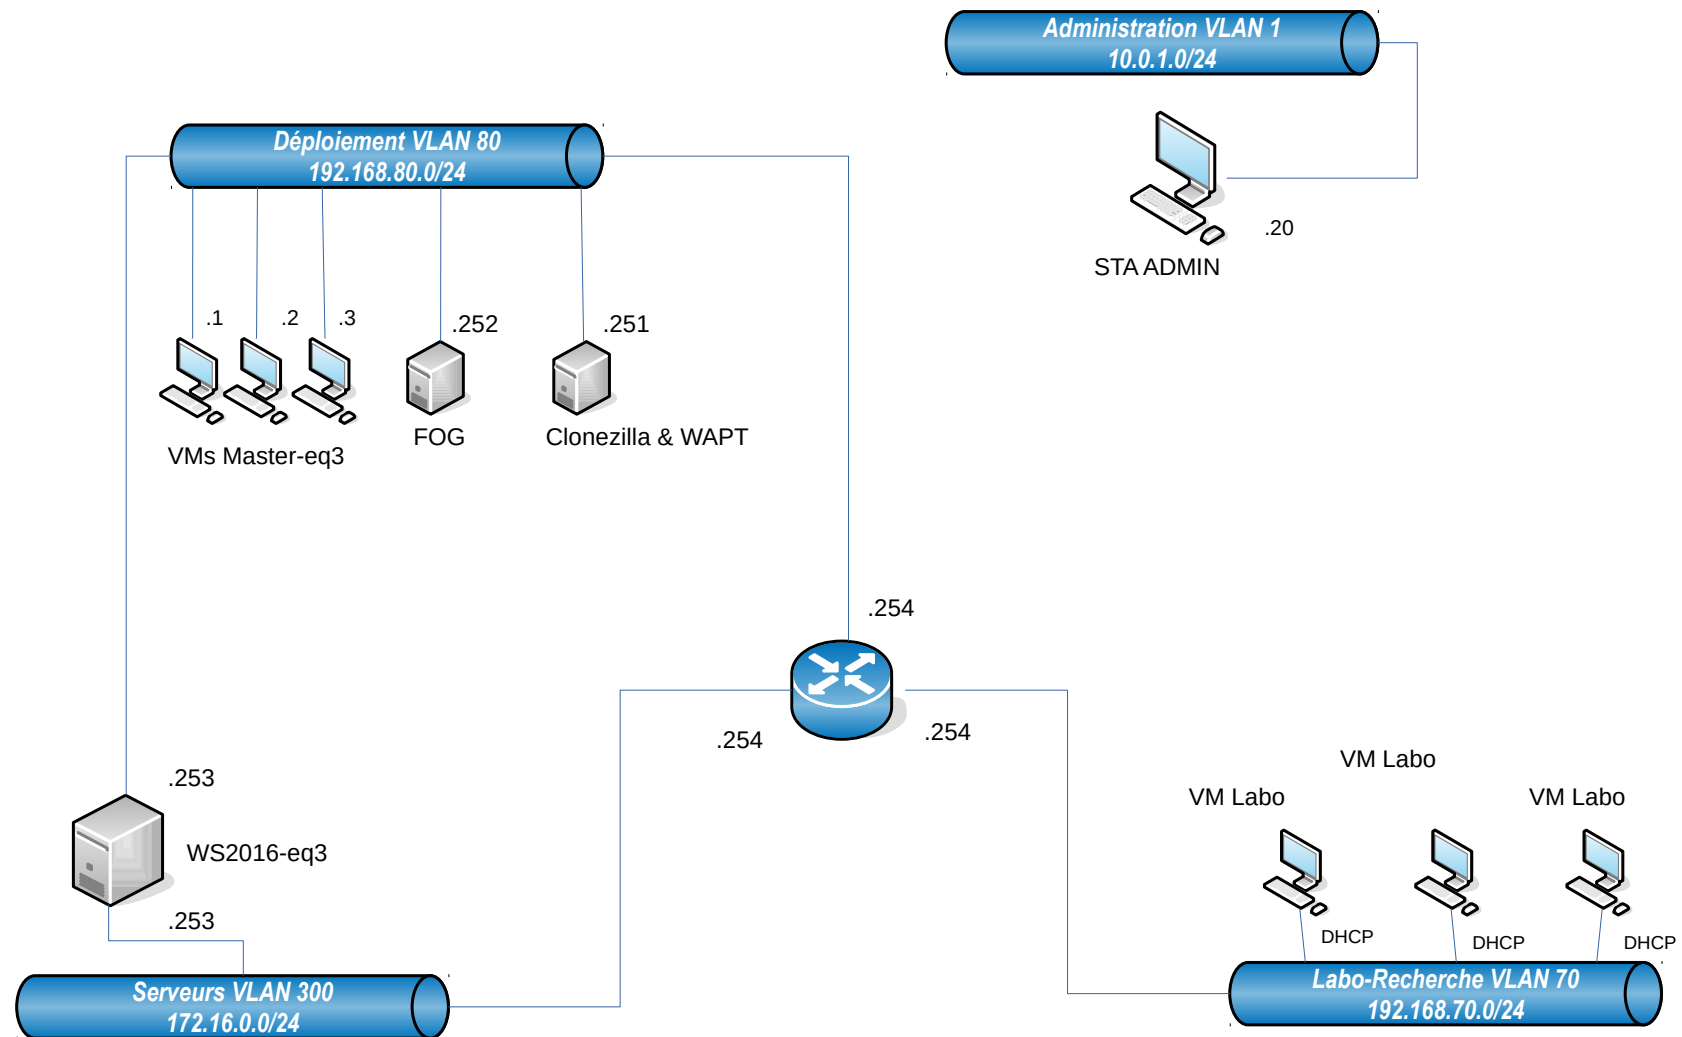 Administration VLAN 1
10.0.1.0/24
Déploiement VLAN 80
192.168.80.0/24
.20
STA ADMIN
.1
.2
.3
.252
.251
FOG
Clonezilla & WAPT
VMs Master-eq3
.254
.254
.254
VM Labo
VM Labo
VM Labo
.253
WS2016-eq3
.253
DHCP
DHCP
DHCP
Serveurs VLAN 300
172.16.0.0/24
Labo-Recherche VLAN 70
192.168.70.0/24